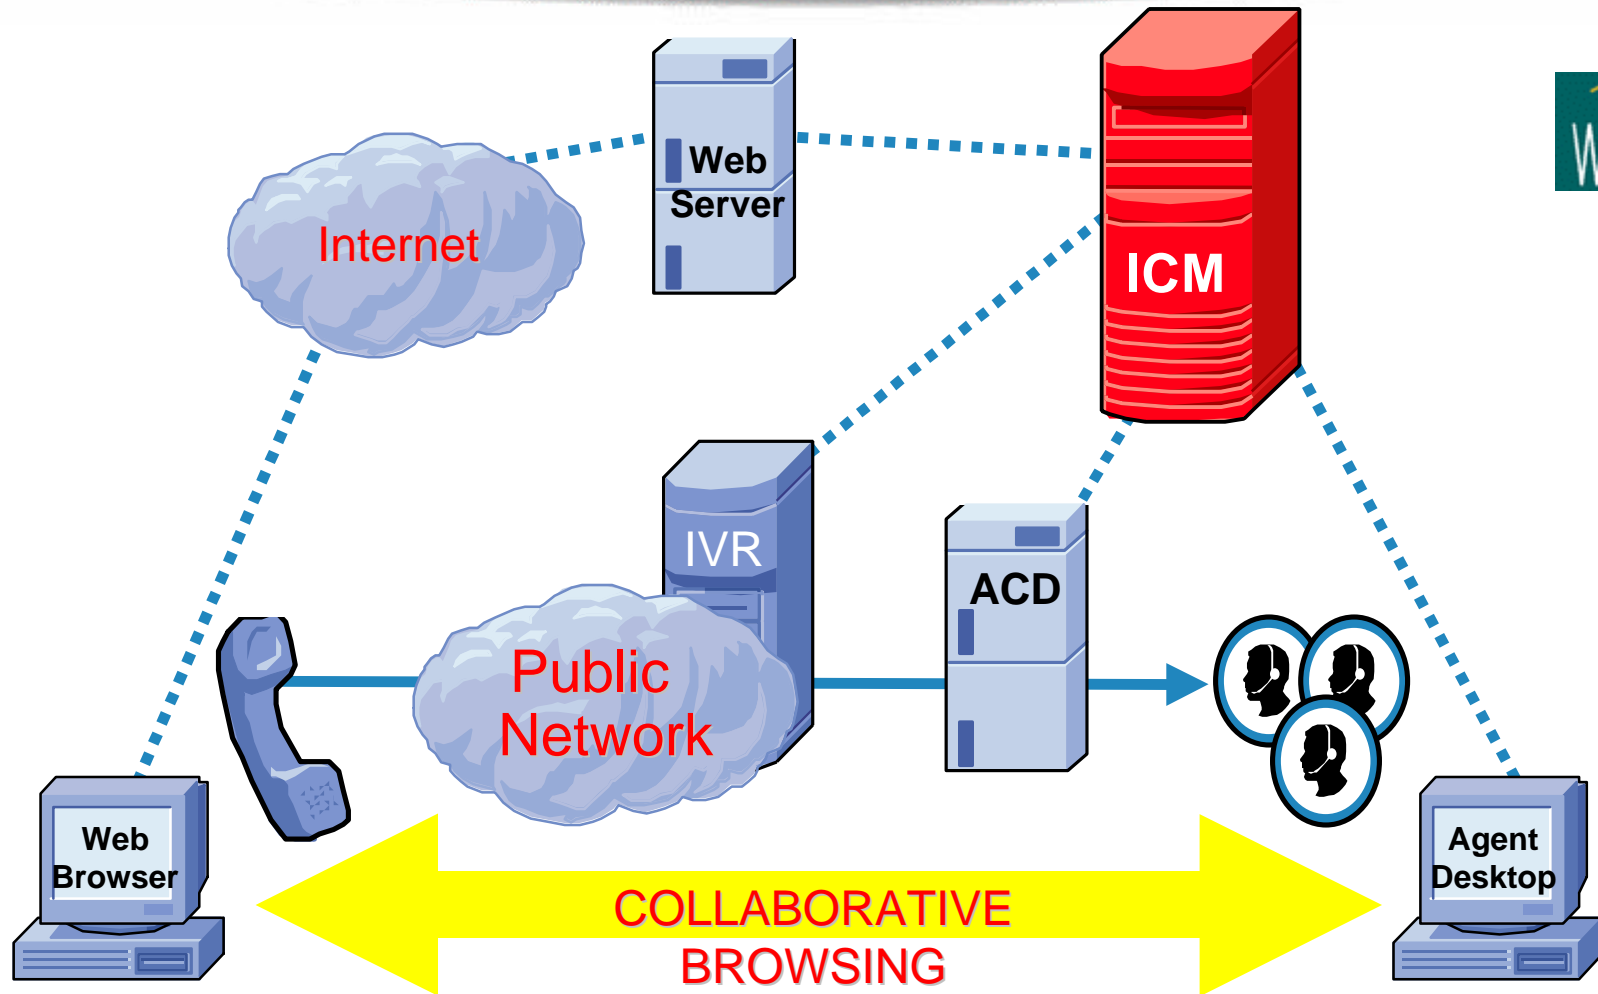 Web
Server
Internet
ICM
IVR
ACD
Public
Network
Web
Browser
Agent
Desktop
COLLABORATIVE
BROWSING